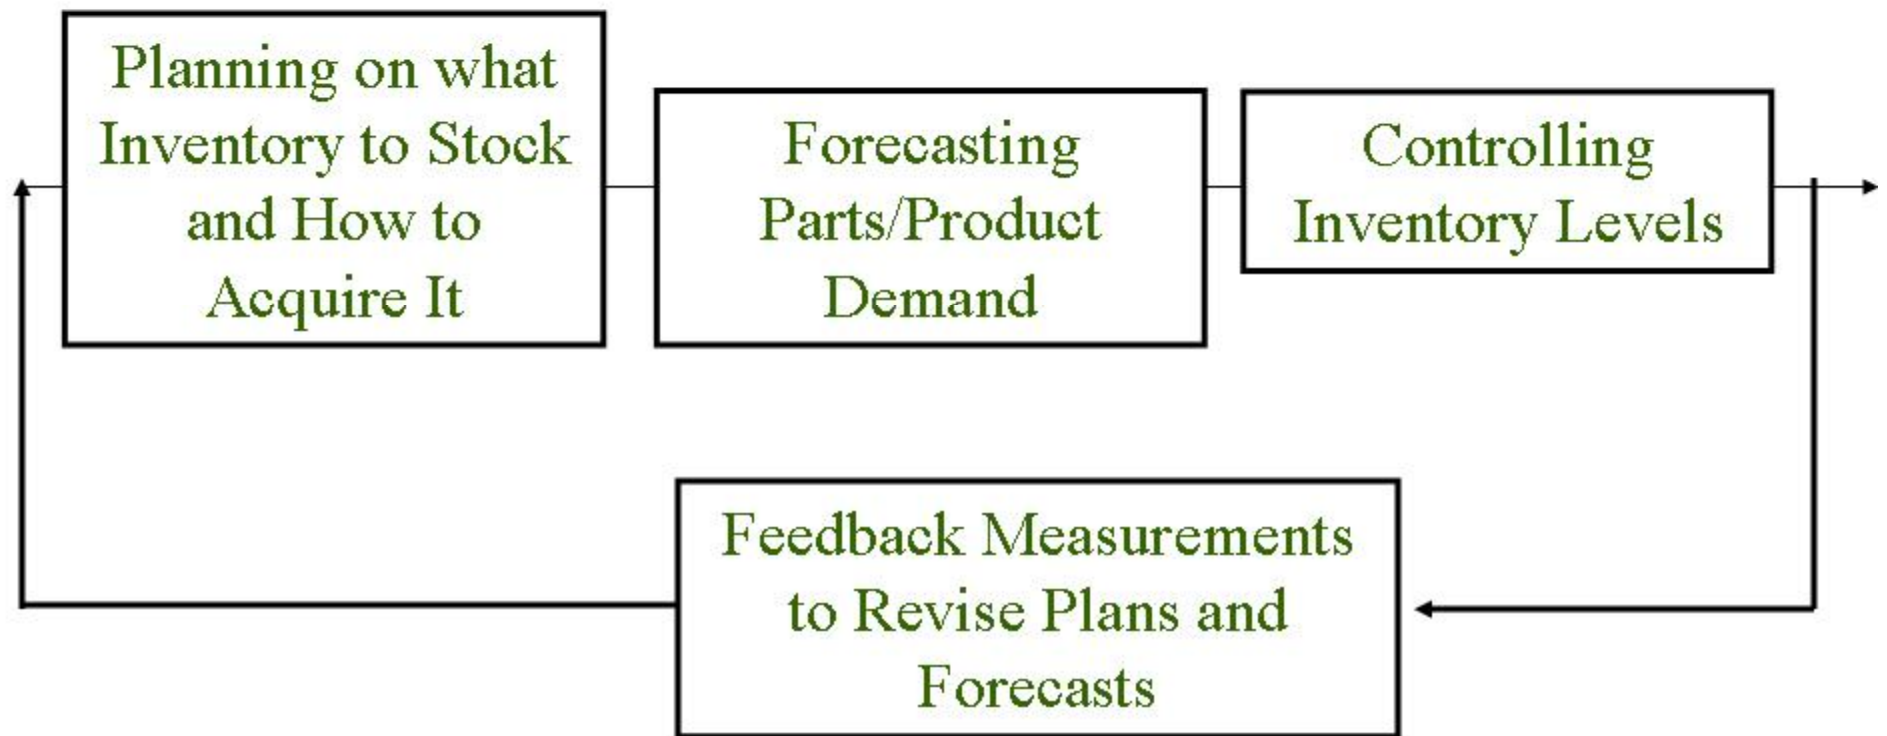 Planning on what
Inventory to Stock
and How to
Acquire It
Forecasting
Parts/Product
Demand
Controlling
Inventory Levels
Feedback Measurements
to Revise Plans and
Forecasts